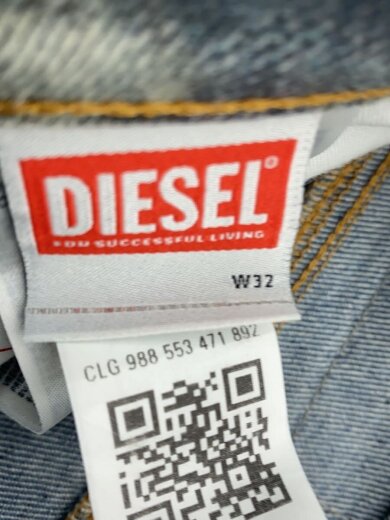 DIESEL®
FOR SUCCESSFUL LIVING
W32
CLG 988 553 471 892